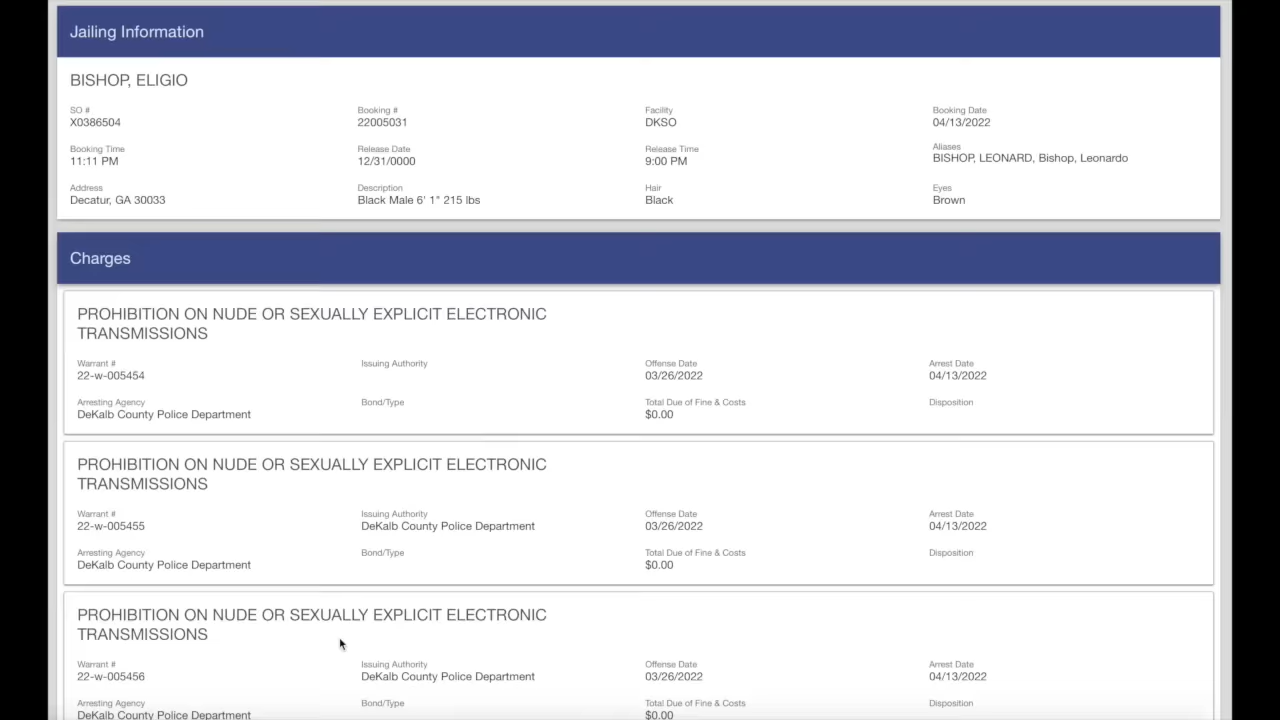 Jailing Information
BISHOP, ELIGIO
SO # Booking # Facility Booking Date
X0386504 22005031 DKSO 04/13/2022
Booking Time Release Date Release Time Aliases
11:11 PM 12/31/0000 9:00 PM BISHOP, LEONARD, Bishop, Leonardo
Address Description Hair Eyes
Decatur, GA 30033 Black Male 6' 1" 215 lbs Black Brown
Charges
PROHIBITION ON NUDE OR SEXUALLY EXPLICIT ELECTRONIC
TRANSMISSIONS
Warrant # Issuing Authority Offense Date Arrest Date
22-w-005454 03/26/2022 04/13/2022
Arresting Agency Bond/Type Total Due of Fine & Costs Disposition
DeKalb County Police Department $0.00
PROHIBITION ON NUDE OR SEXUALLY EXPLICIT ELECTRONIC
TRANSMISSIONS
Warrant # Issuing Authority Offense Date Arrest Date
22-w-005455 DeKalb County Police Department 03/26/2022 04/13/2022
Arresting Agency Bond/Type Total Due of Fine & Costs Disposition
DeKalb County Police Department $0.00
PROHIBITION ON NUDE OR SEXUALLY EXPLICIT ELECTRONIC
TRANSMISSIONS
Warrant # Issuing Authority Offense Date Arrest Date
22-w-005456 DeKalb County Police Department 03/26/2022 04/13/2022
Arresting Agency Bond/Type Total Due of Fine & Costs Disposition
DeKalb County Police Department $0.00